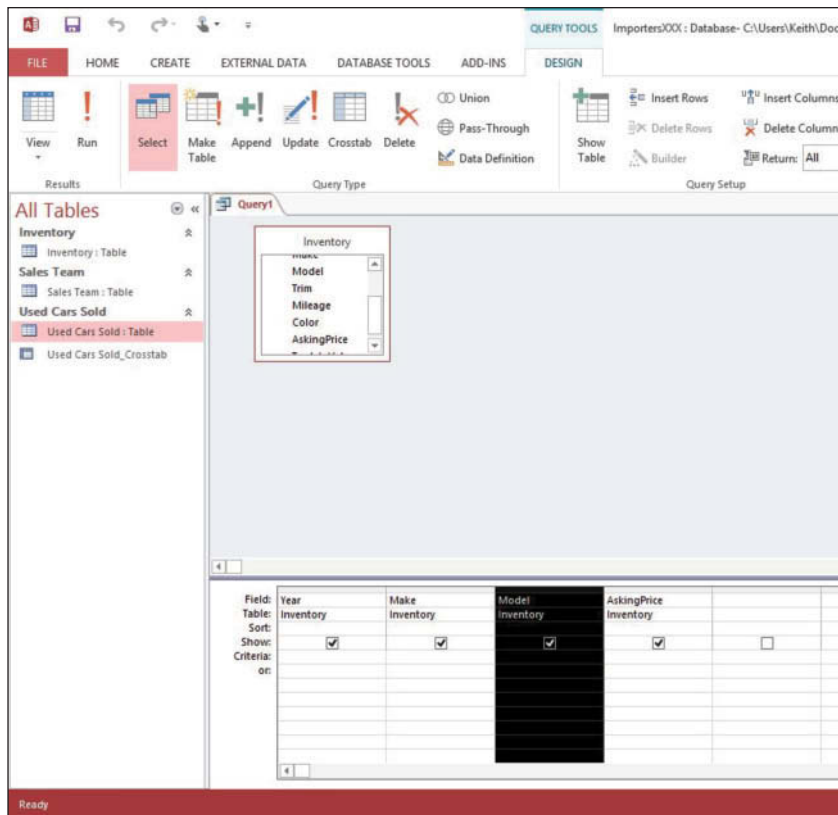 QUERY TOOLS ImportersXXX : Database- C:\Users\Keith\Doc
FILE HOME CREATE EXTERNAL DATA DATABASE TOOLS ADD-INS DESIGN
View
Run
Select
Make Table
Append
Update
Crosstab
Delete
Union
Pass-Through
Data Definition
Show Table
Insert Rows
Delete Rows
Builder
Insert Columns
Delete Column
Return: All
Results
Query Type
Query Setup
All Tables
Inventory
Inventory : Table
Sales Team
Sales Team : Table
Used Cars Sold
Used Cars Sold : Table
Used Cars Sold_Crosstab
Query1
Inventory
Model
Trim
Mileage
Color
AskingPrice
Field: Year Make Model AskingPrice
Table: Inventory Inventory Inventory Inventory
Sort:
Show:
Criteria:
or:
Ready